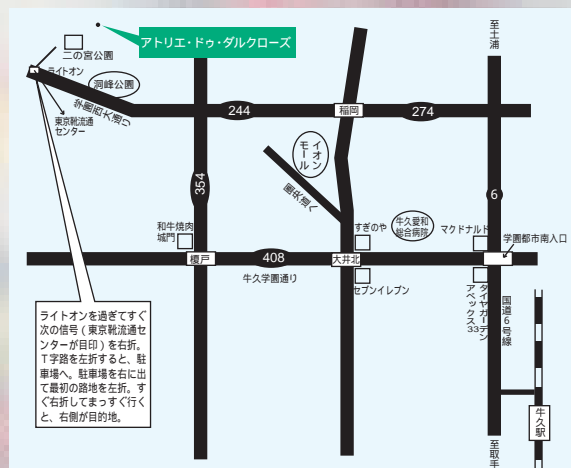 アトリエ・ドゥ・ダルクローズ
至土浦
二の宮公園
ライトオン
洞峰公園
学園西大通り
東京靴流通
センター
244
稲岡
274
イオン
モール
圏央道へ
354
6
和牛焼肉
城門
すぎのや
牛久愛和
総合病院
マクドナルド
学園都市南入口
榎戸
408
大井北
牛久学園通り
セブンイレブン
タイヤガーデン
アペックス33
国道6号線
ライトオンを過ぎてすぐ
次の信号(東京靴流通セ
ンターが目印)を右折。
T字路を左折すると、駐
車場へ。駐車場を右に出
て最初の路地を左折。す
ぐ右折してまっすぐ行く
と、右側が目的地。
牛久駅
至取手